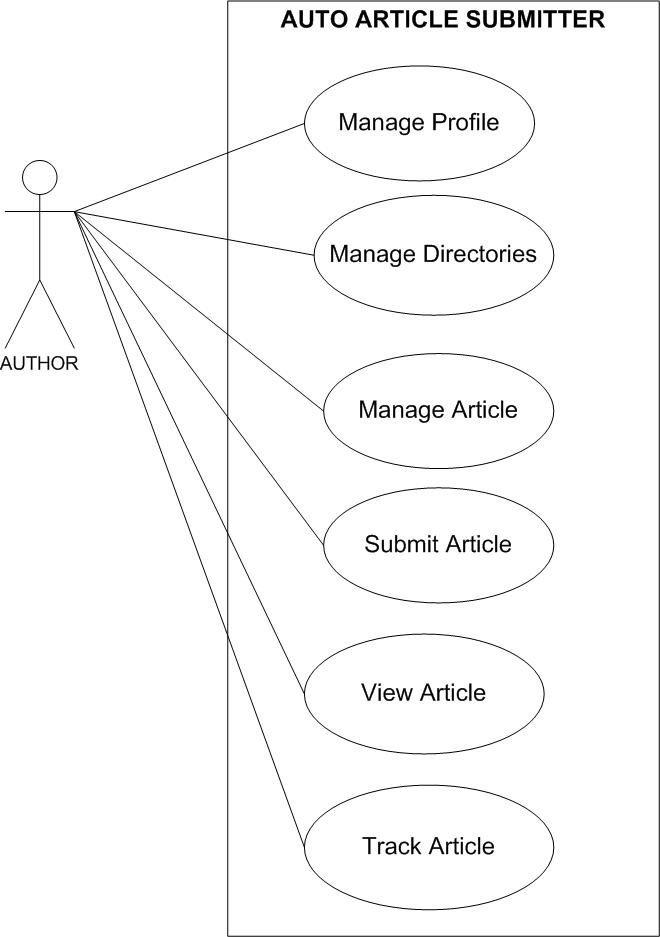 AUTO ARTICLE SUBMITTER
Manage Profile
Manage Directories
AUTHOR
Manage Article
Submit Article
View Article
Track Article